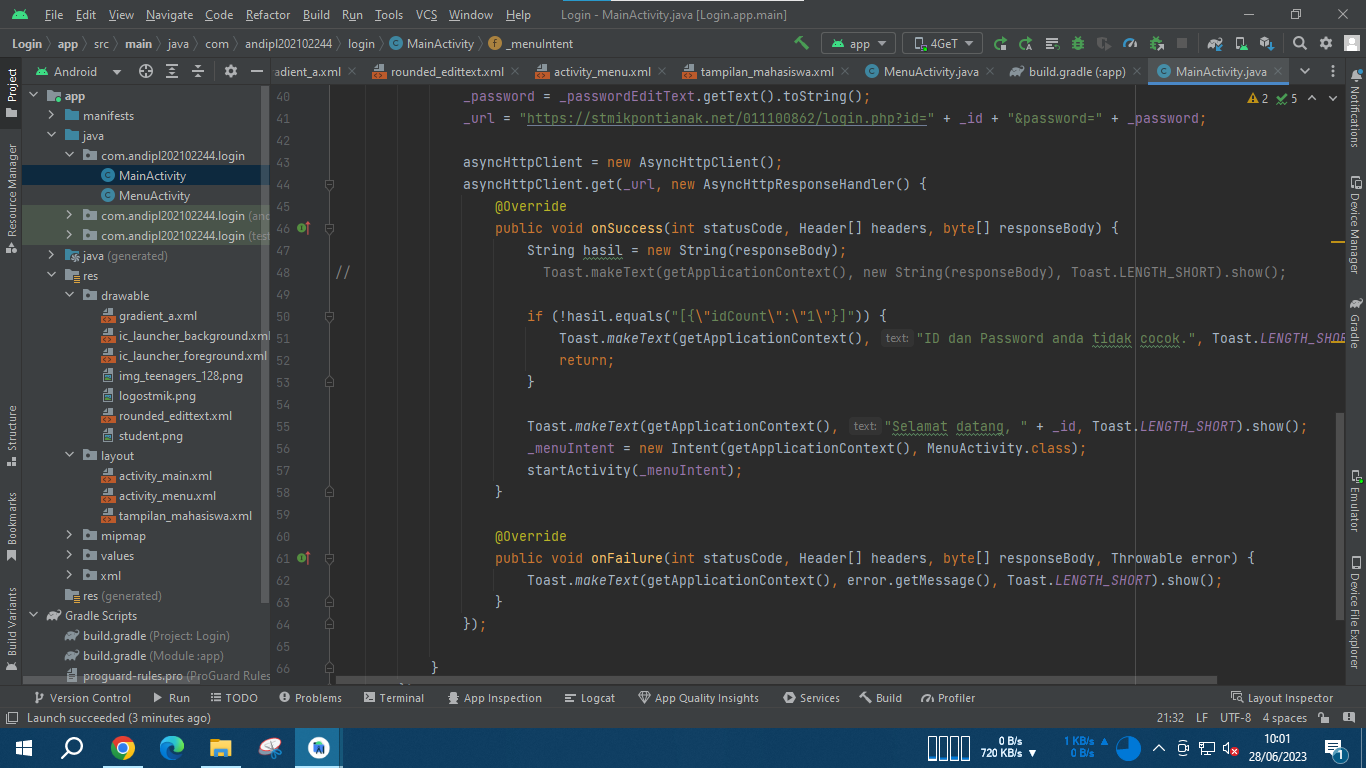 File Edit View Navigate Code Refactor Build Run Tools VCS Window Help Login - MainActivity.java [Login.app.main]
Login app src main java com andipl202102244 login MainActivity _menuIntent app 4GeT
Android adient_a.xml rounded_edittext.xml activity_menu.xml tampilan_mahasiswa.xml MenuActivity.java build.gradle (:app) MainActivity.java
Project
Resource Manager
Structure
Bookmarks
Build Variants
app
manifests
java
com.andipl202102244.login
MainActivity
MenuActivity
com.andipl202102244.login (and
com.andipl202102244.login (test
java (generated)
res
drawable
gradient_a.xml
ic_launcher_background.xml
ic_launcher_foreground.xml
img_teenagers_128.png
logostmik.png
rounded_edittext.xml
student.png
layout
activity_main.xml
activity_menu.xml
tampilan_mahasiswa.xml
mipmap
values
xml
res (generated)
Gradle Scripts
build.gradle (Project: Login)
build.gradle (Module :app)
proguard-rules.pro (ProGuard Rules
2 5
40 _password = _passwordEditText.getText().toString();
41 _url = "https://stmikpontianak.net/011100862/login.php?id=" + _id + "&password=" + _password;
42
43 asyncHttpClient = new AsyncHttpClient();
44 asyncHttpClient.get(_url, new AsyncHttpResponseHandler() {
45 @Override
46 public void onSuccess(int statusCode, Header[] headers, byte[] responseBody) {
47 String hasil = new String(responseBody);
48 // Toast.makeText(getApplicationContext(), new String(responseBody), Toast.LENGTH_SHORT).show();
49
50 if (!hasil.equals("[{\"idCount\":\"1\"}]")) {
51 Toast.makeText(getApplicationContext(), text: "ID dan Password anda tidak cocok.", Toast.LENGTH_SHOR
52 return;
53 }
54
55 Toast.makeText(getApplicationContext(), text: "Selamat datang, " + _id, Toast.LENGTH_SHORT).show();
56 _menuIntent = new Intent(getApplicationContext(), MenuActivity.class);
57 startActivity(_menuIntent);
58 }
59
60 @Override
61 public void onFailure(int statusCode, Header[] headers, byte[] responseBody, Throwable error) {
62 Toast.makeText(getApplicationContext(), error.getMessage(), Toast.LENGTH_SHORT).show();
63 }
64 });
65
66 }
Notifications
Device Manager
Gradle
Emulator
Device File Explorer
Version Control Run TODO Problems Terminal App Inspection Logcat App Quality Insights Services Build Profiler Layout Inspector
Launch succeeded (3 minutes ago) 21:32 LF UTF-8 4 spaces
0 B/s 1 KB/s 10:01
720 KB/s 0 B/s 28/06/2023 1